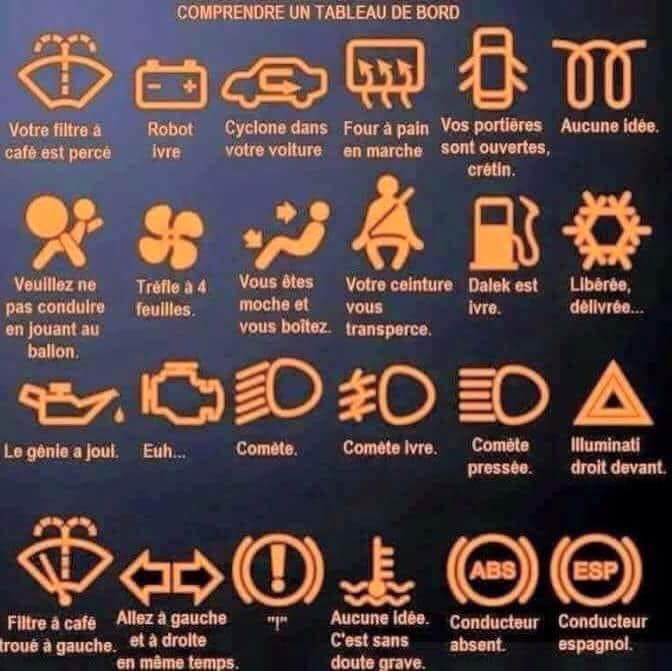 COMPRENDRE UN TABLEAU DE BORD
Votre filtre à
café est percé
Robot
ivre
Cyclone dans
votre voiture
Four à pain
en marche
Vos portières
sont ouvertes,
crétin.
Aucune idée.
Veuillez ne
pas conduire
en jouant au
ballon.
Trèfle à 4
feuilles.
Vous êtes
moche et
vous boîtez.
Votre ceinture
vous
transperce.
Dalek est
ivre.
Libérée,
délivrée...
Le génie a joui.
Euh...
Comète.
Comète ivre.
Comète
pressée.
Illuminati
droit devant.
Filtre à café
troué à gauche.
Allez à gauche
et à droite
en même temps.
!
"!"
Aucune idée.
C'est sans
doute grave.
ABS
Conducteur
absent.
ESP
Conducteur
espagnol.